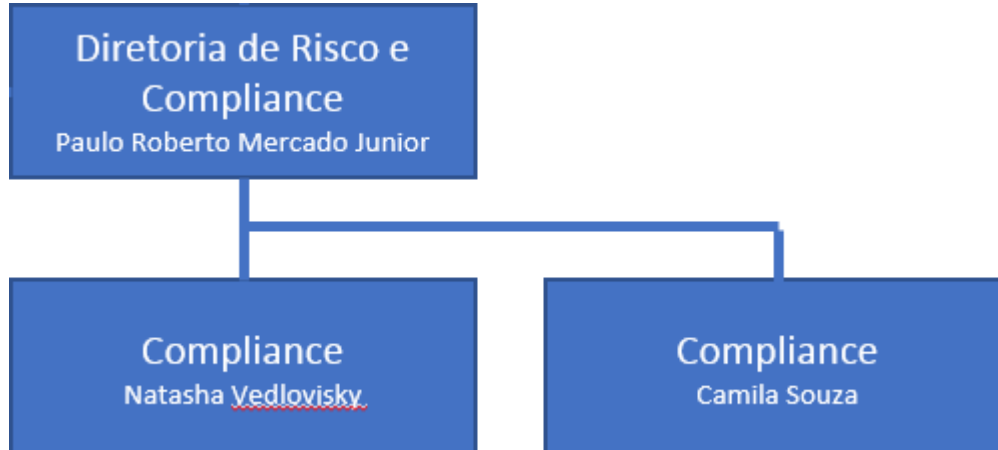 Diretoria de Risco e
Compliance
Paulo Roberto Mercado Junior
Compliance
Natasha Vedlovisky
Compliance
Camila Souza